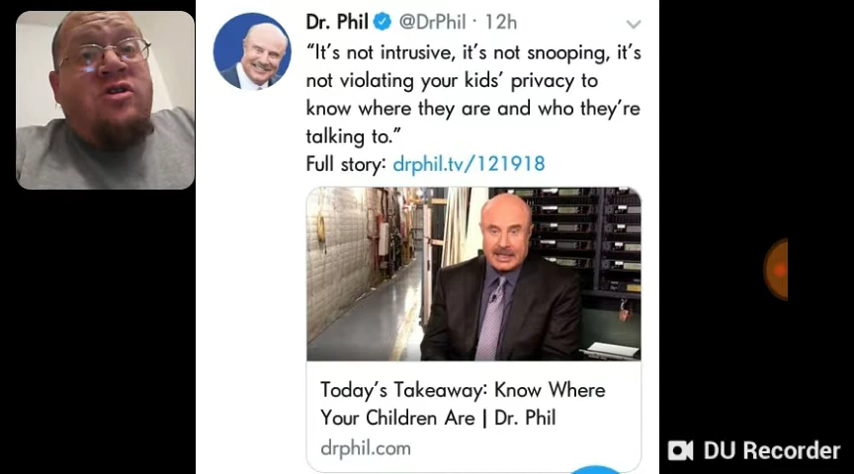 Dr. Phil @DrPhil · 12h
“It’s not intrusive, it’s not snooping, it’s
not violating your kids’ privacy to
know where they are and who they’re
talking to.”
Full story: drphil.tv/121918
Today’s Takeaway: Know Where
Your Children Are | Dr. Phil
drphil.com
DU Recorder